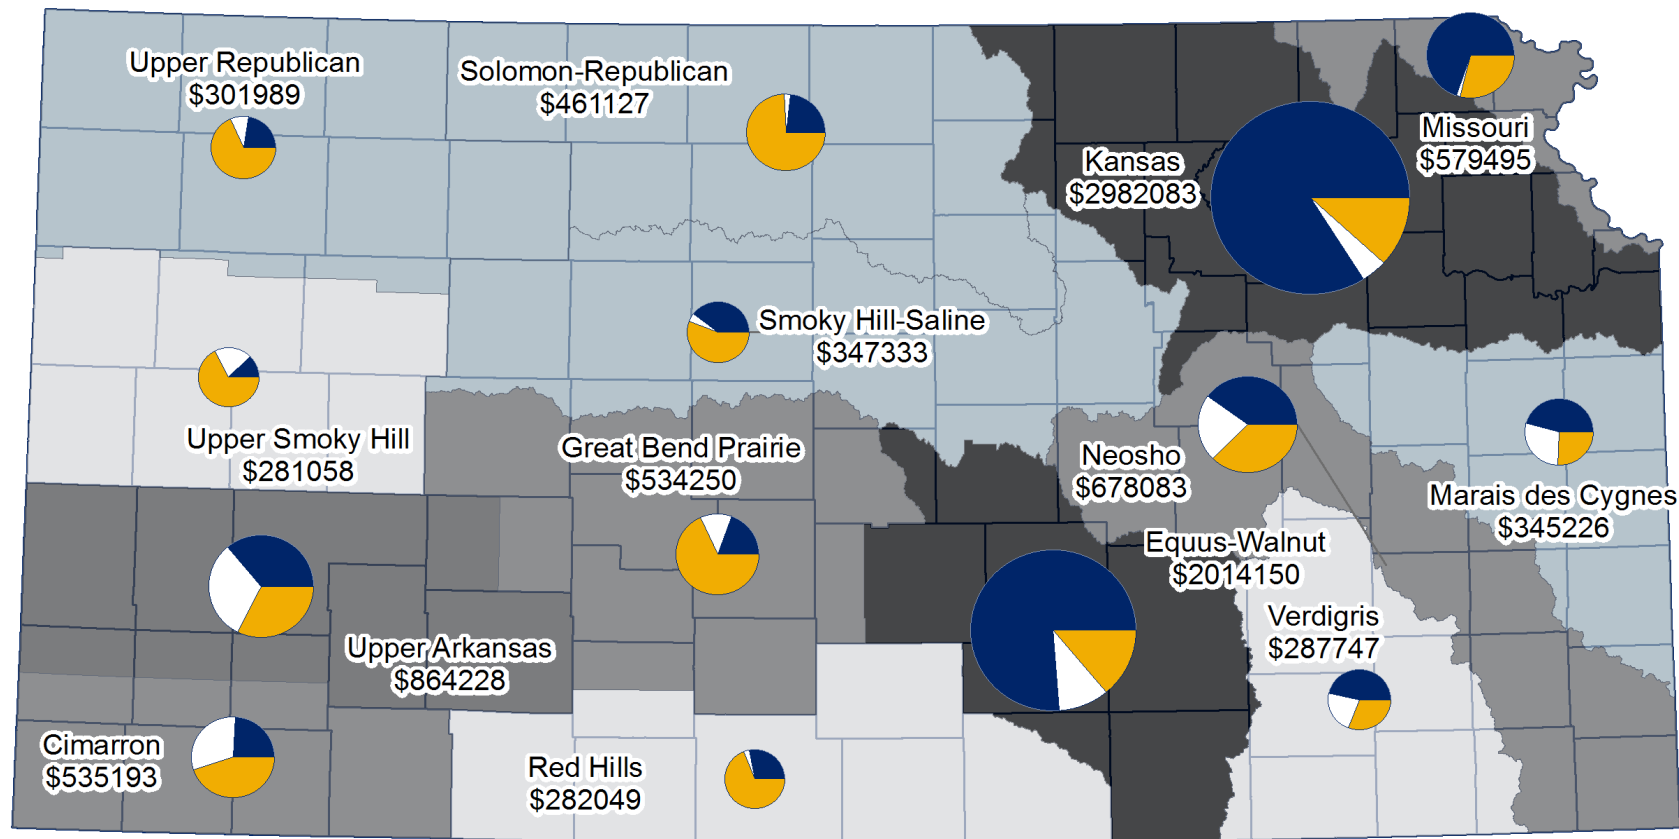 Upper Republican
$301989
Solomon-Republican
$461127
Missouri
$579495
Kansas
$2982083
Smoky Hill-Saline
$347333
Upper Smoky Hill
$281058
Great Bend Prairie
$534250
Neosho
$678083
Marais des Cygnes
$345226
Equus-Walnut
$2014150
Verdigris
$287747
Upper Arkansas
$864228
Cimarron
$535193
Red Hills
$282049